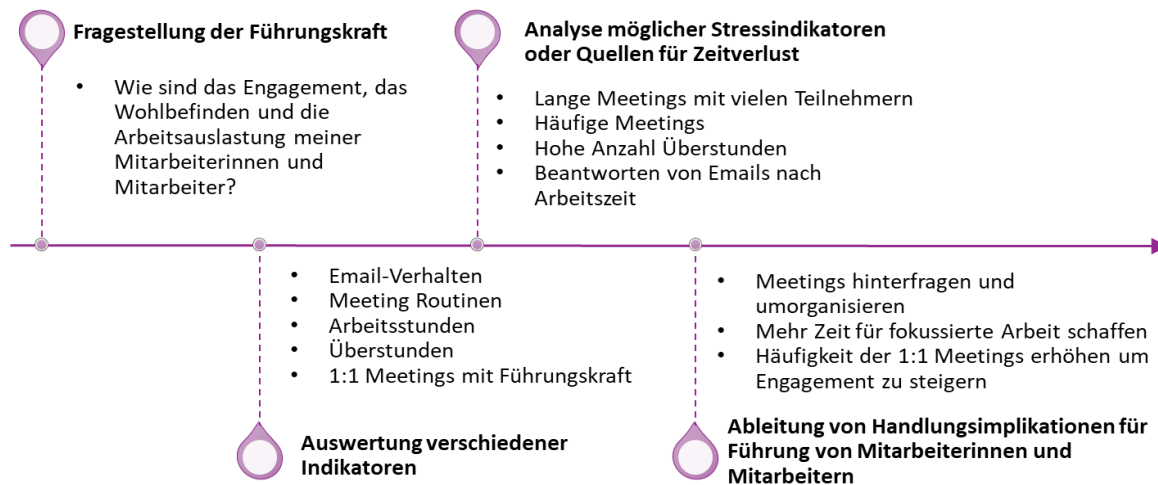 Fragestellung der Führungskraft
• Wie sind das Engagement, das
Wohlbefinden und die
Arbeitsauslastung meiner
Mitarbeiterinnen und
Mitarbeiter?
Analyse möglicher Stressindikatoren
oder Quellen für Zeitverlust
• Lange Meetings mit vielen Teilnehmern
• Häufige Meetings
• Hohe Anzahl Überstunden
• Beantworten von Emails nach
Arbeitszeit
• Email-Verhalten
• Meeting Routinen
• Arbeitsstunden
• Überstunden
• 1:1 Meetings mit Führungskraft
Auswertung verschiedener
Indikatoren
• Meetings hinterfragen und
umorganisieren
• Mehr Zeit für fokussierte Arbeit schaffen
• Häufigkeit der 1:1 Meetings erhöhen um
Engagement zu steigern
Ableitung von Handlungsimplikationen für
Führung von Mitarbeiterinnen und
Mitarbeitern